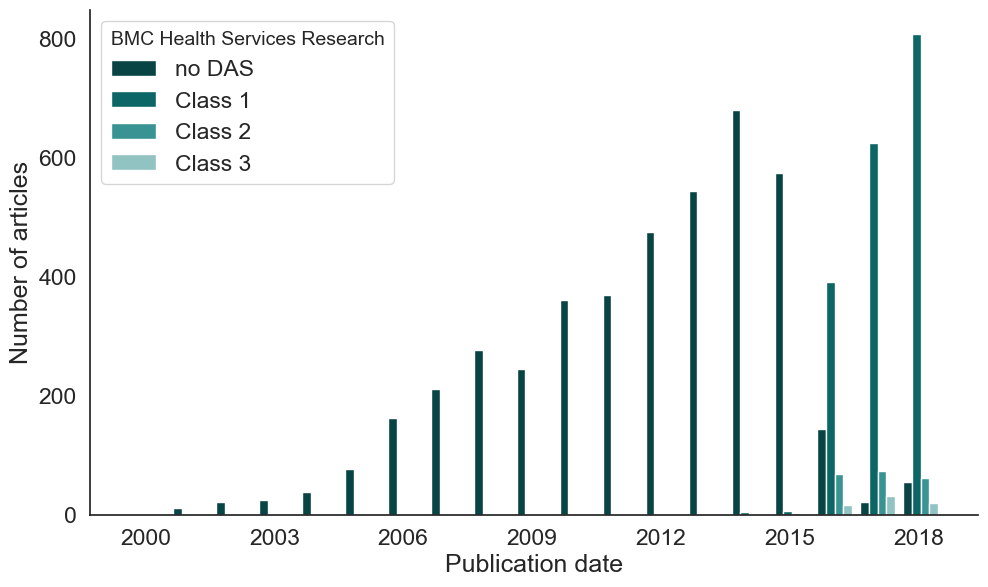 BMC Health Services Research
no DAS
Class 1
Class 2
Class 3
Number of articles
800
600
400
200
0
2000 2003 2006 2009 2012 2015 2018
Publication date